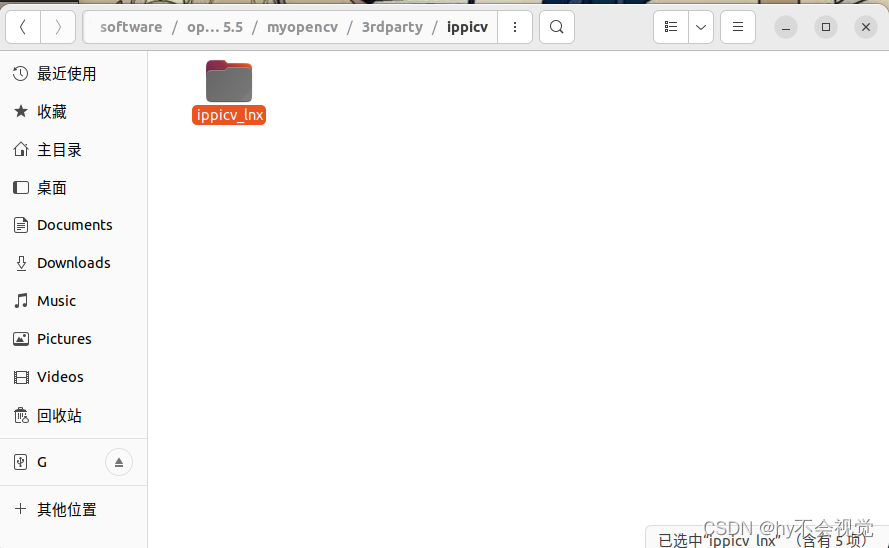 software / op… 5.5 / myopencv / 3rdparty / ippicv
ippicv_lnx
最近使用
收藏
主目录
桌面
Documents
Downloads
Music
Pictures
Videos
回收站
G
其他位置
已选中“ippicv_lnx” （含有 5 项）
CSDN @hy不会视觉